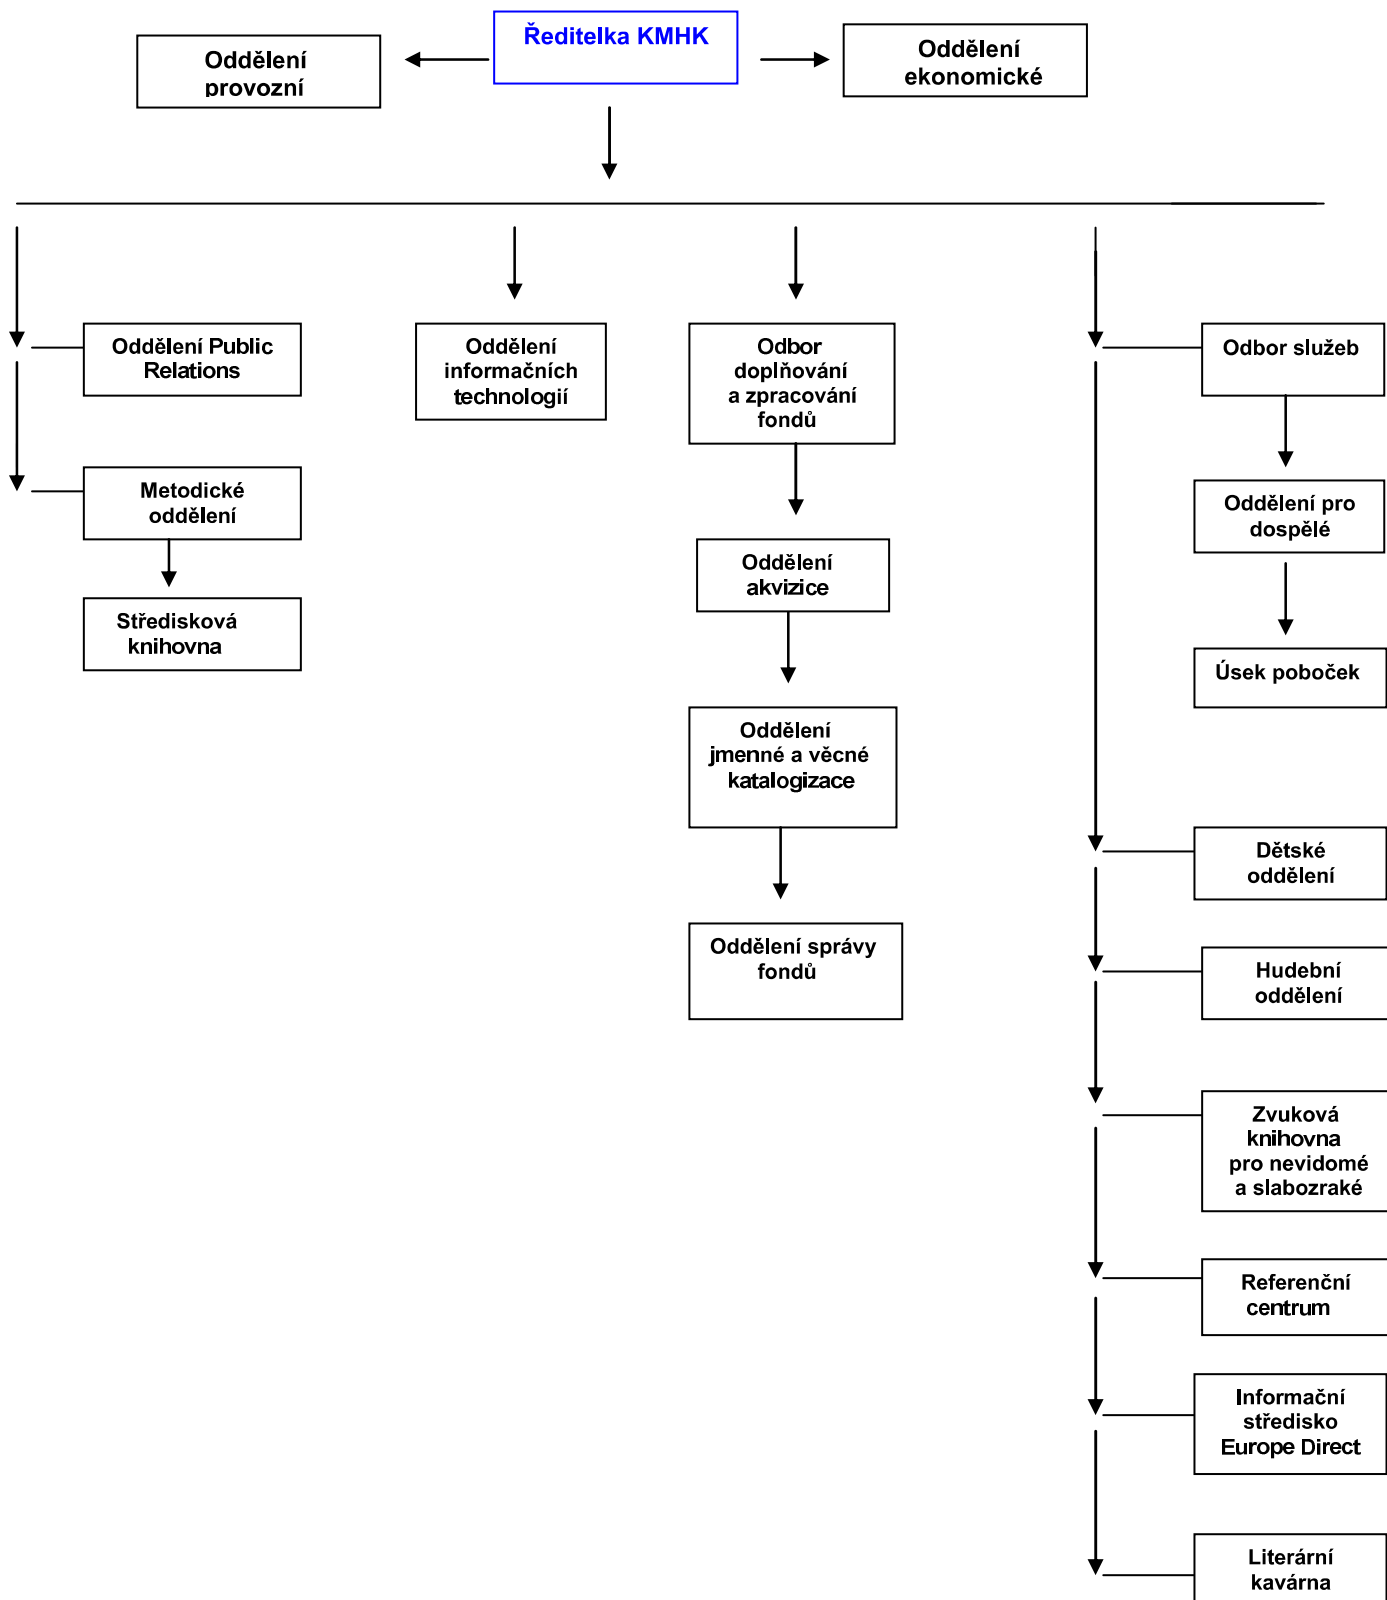 Ředitelka KMHK
Oddělení
provozní
Oddělení
ekonomické
Oddělení Public
Relations
Oddělení
informačních
technologií
Odbor
doplňování
a zpracování
fondů
Odbor služeb
Metodické
oddělení
Oddělení pro
dospělé
Oddělení
akvizice
Středisková
knihovna
Úsek poboček
Oddělení
jmenné a věcné
katalogizace
Dětské
oddělení
Oddělení správy
fondů
Hudební
oddělení
Zvuková
knihovna
pro nevidomé
a slabozraké
Referenční
centrum
Informační
středisko
Europe Direct
Literární
kavárna